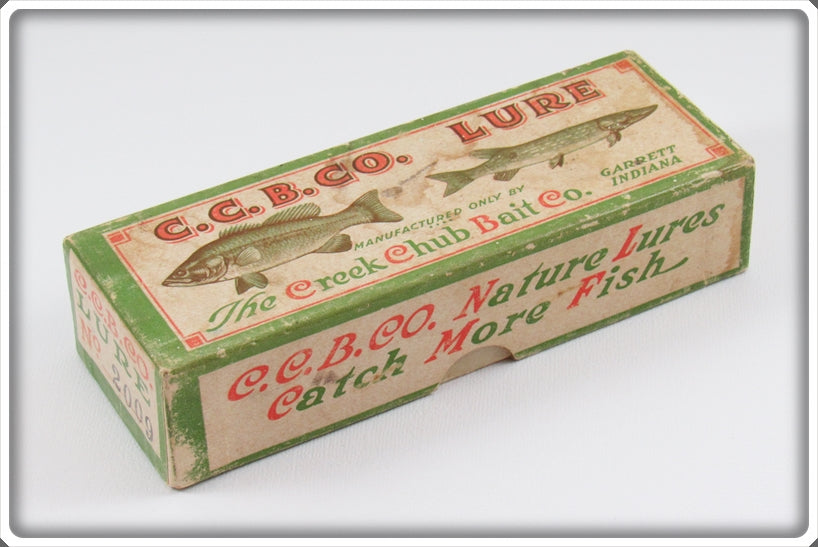 C.C.B.CO. LURE
MANUFACTURED ONLY BY
The Creek Chub Bait Co.
GARRETT
INDIANA
C.C.B.CO. Nature Lures
Catch More Fish
C.C.B.CO.
LURE
No. 2009